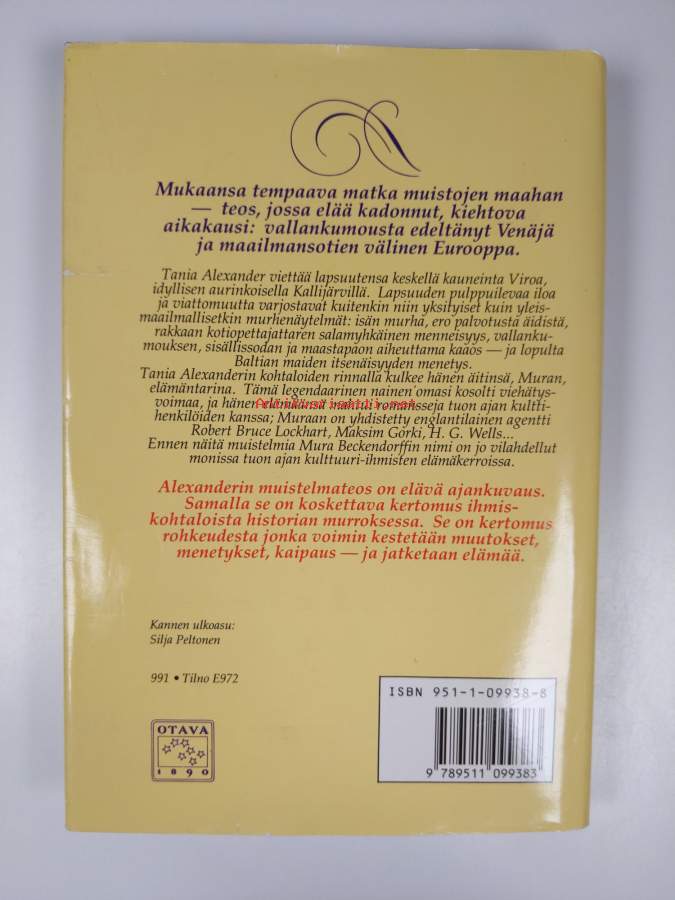 Mukaansa tempaava matka muistojen maahan
— teos, jossa elää kadonnut, kiehtova
aikakausi: vallankumousta edeltänyt Venäjä
ja maailmansotien välinen Eurooppa.
Tania Alexander viettää lapsuutensa keskellä kauneinta Viroa,
idyllisen aurinkoisella Kallijärvillä. Lapsuuden pulppuilevaa iloa
ja viattomuutta varjostavat kuitenkin niin yksityiset kuin yleis-
maailmallisetkin murhenäytelmät: isän murha, ero palvotusta äidistä,
rakkaan kotiopettajattaren salamyhkäinen menneisyys, vallanku-
mouksen, sisällissodan ja maastapaon aiheuttama kaaos — ja lopulta
Baltian maiden itsenäisyyden menetys.
Tania Alexanderin kohtaloiden rinnalla kulkee hänen äitinsä, Muran,
elämäntarina. Tämä legendaarinen nainen omasi kosolti viehätys-
voimaa, ja hänen elämäänsä mahtui romansseja tuon ajan kultti-
henkilöiden kanssa; Muraan on yhdistetty englantilainen agentti
Robert Bruce Lockhart, Maksim Gorki, H. G. Wells...
Ennen näitä muistelmia Mura Beckendorffin nimi on jo vilahdellut
monissa tuon ajan kulttuuri-ihmisten elämäkerroissa.
Alexanderin muistelmateos on elävä ajankuvaus.
Samalla se on koskettava kertomus ihmis-
kohtaloista historian murroksessa. Se on kertomus
rohkeudesta jonka voimin kestetään muutokset,
menetykset, kaipaus — ja jatketaan elämää.
Kannen ulkoasu:
Silja Peltonen
991 • Tilno E972
OTAVA
1890
ISBN 951-1-09938-8
9 789511 099383